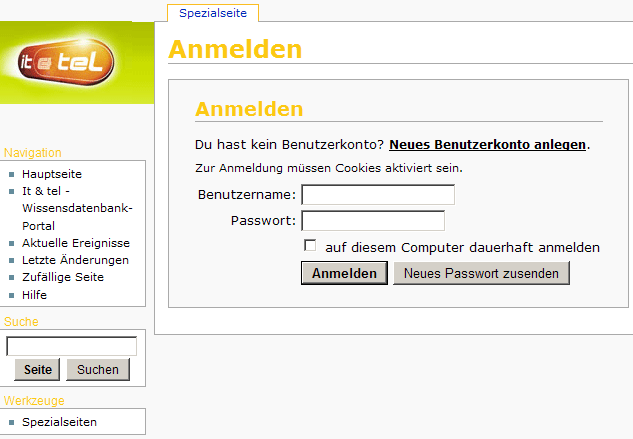 Spezialseite
it & tel
Anmelden
Anmelden
Du hast kein Benutzerkonto? Neues Benutzerkonto anlegen.
Zur Anmeldung müssen Cookies aktiviert sein.
Benutzername:
Passwort:
auf diesem Computer dauerhaft anmelden
Anmelden
Neues Passwort zusenden
Navigation
Hauptseite
It & tel -
Wissensdatenbank-
Portal
Aktuelle Ereignisse
Letzte Änderungen
Zufällige Seite
Hilfe
Suche
Seite
Suchen
Werkzeuge
Spezialseiten